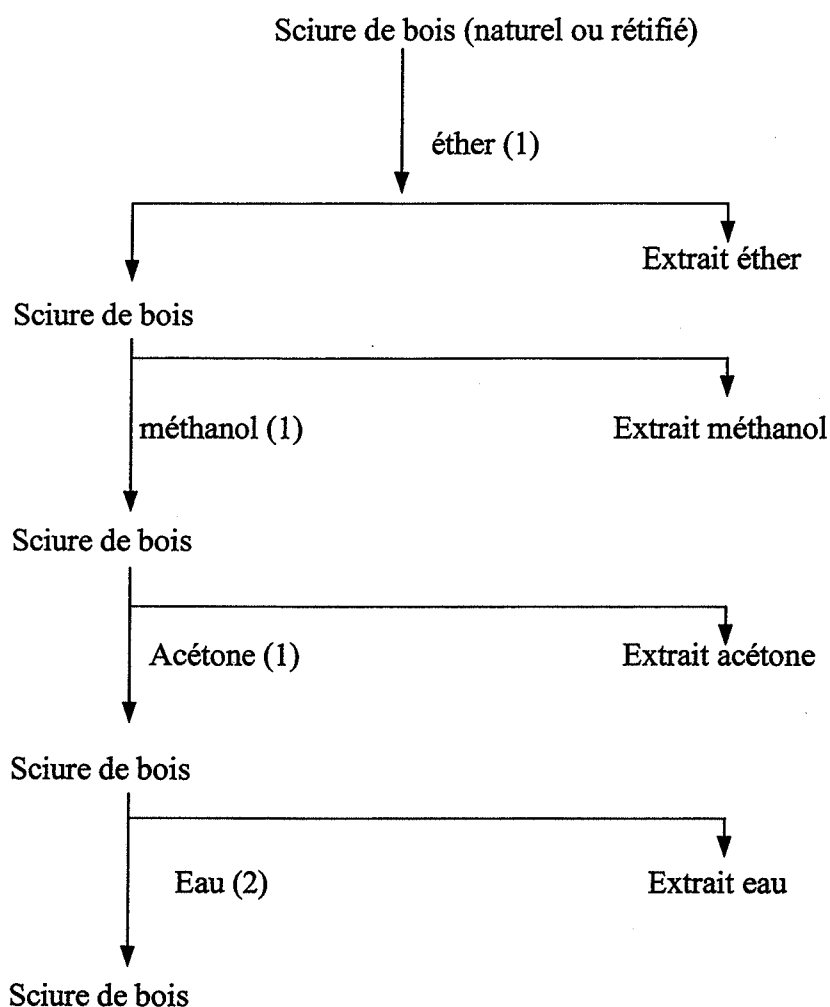 Sciure de bois (naturel ou rétifié)
éther (1)
Extrait éther
Sciure de bois
méthanol (1)
Extrait méthanol
Sciure de bois
Acétone (1)
Extrait acétone
Sciure de bois
Eau (2)
Extrait eau
Sciure de bois